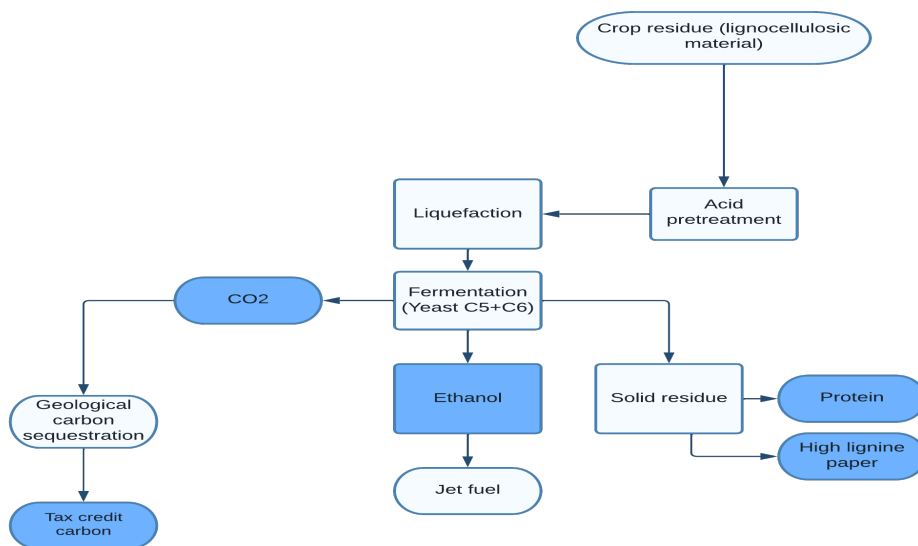 Crop residue (lignocellulosic
material)
Acid
pretreatment
Liquefaction
Fermentation
(Yeast C5+C6)
CO2
Ethanol
Solid residue
Protein
High lignine
paper
Geological
carbon
sequestration
Jet fuel
Tax credit
carbon